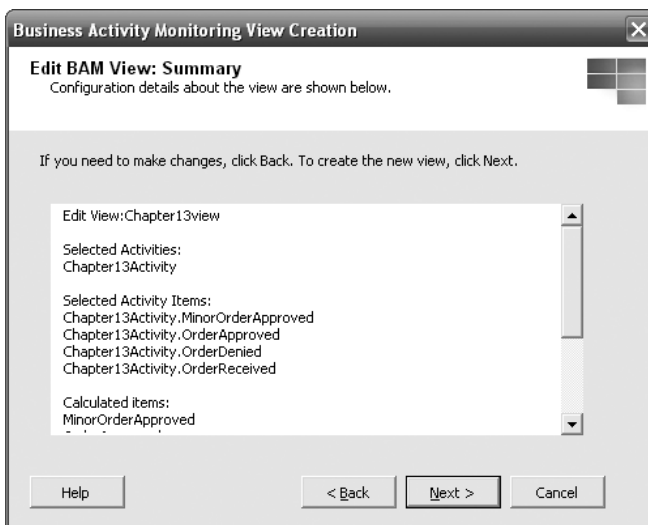 Business Activity Monitoring View Creation
Edit BAM View: Summary
Configuration details about the view are shown below.
If you need to make changes, click Back. To create the new view, click Next.
Edit View:Chapter13view
Selected Activities:
Chapter13Activity
Selected Activity Items:
Chapter13Activity.MinorOrderApproved
Chapter13Activity.OrderApproved
Chapter13Activity.OrderDenied
Chapter13Activity.OrderReceived
Calculated items:
MinorOrderApproved
Help
< Back
Next >
Cancel